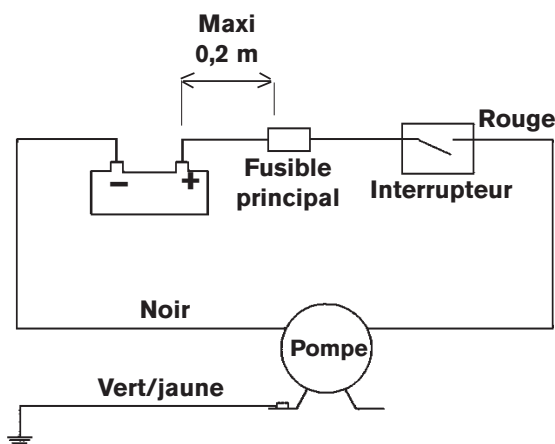 Maxi
0,2 m
Rouge
Fusible
principal
Interrupteur
– +
Noir
Pompe
Vert/jaune